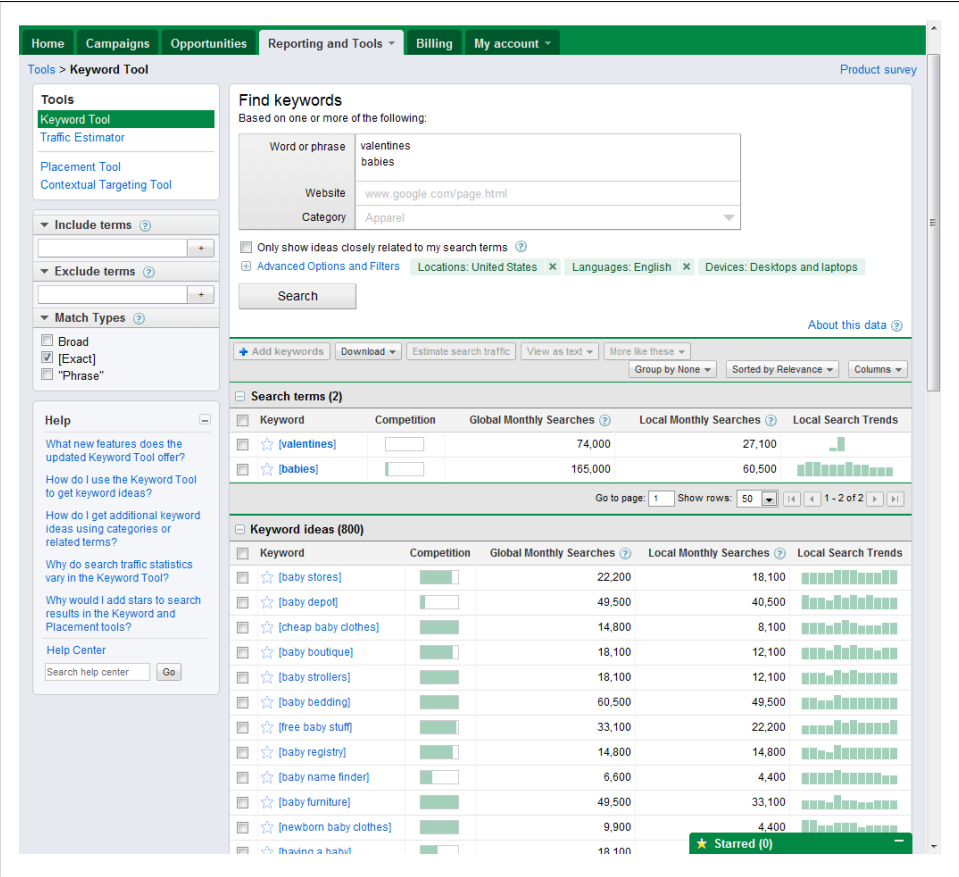 Home Campaigns Opportunities Reporting and Tools Billing My account
Tools > Keyword Tool Product survey
Tools
Keyword Tool
Traffic Estimator
Placement Tool
Contextual Targeting Tool
Include terms ?
+
Exclude terms ?
+
Match Types ?
Broad
[Exact]
"Phrase"
Help
What new features does the
updated Keyword Tool offer?
How do I use the Keyword Tool
to get keyword ideas?
How do I get additional keyword
ideas using categories or
related terms?
Why do search traffic statistics
vary in the Keyword Tool?
Why would I add stars to search
results in the Keyword and
Placement tools?
Help Center
Search help center Go
Find keywords
Based on one or more of the following:
Word or phrase valentines
babies
Website www.google.com/page.html
Category Apparel
Only show ideas closely related to my search terms ?
Advanced Options and Filters Locations: United States × Languages: English × Devices: Desktops and laptops
Search
About this data ?
+ Add keywords Download Estimate search traffic View as text More like these
Group by None Sorted by Relevance Columns
Search terms (2)
Keyword Competition Global Monthly Searches ? Local Monthly Searches ? Local Search Trends
[valentines] 74,000 27,100
[babies] 165,000 60,500
Go to page: 1 Show rows: 50 1 - 2 of 2
Keyword ideas (800)
Keyword Competition Global Monthly Searches ? Local Monthly Searches ? Local Search Trends
[baby stores] 22,200 18,100
[baby depot] 49,500 40,500
[cheap baby clothes] 14,800 8,100
[baby boutique] 18,100 12,100
[baby strollers] 18,100 12,100
[baby bedding] 60,500 49,500
[free baby stuff] 33,100 22,200
[baby registry] 14,800 14,800
[baby name finder] 6,600 4,400
[baby furniture] 49,500 33,100
[newborn baby clothes] 9,900 4,400
[having a baby] 18,100
Starred (0)